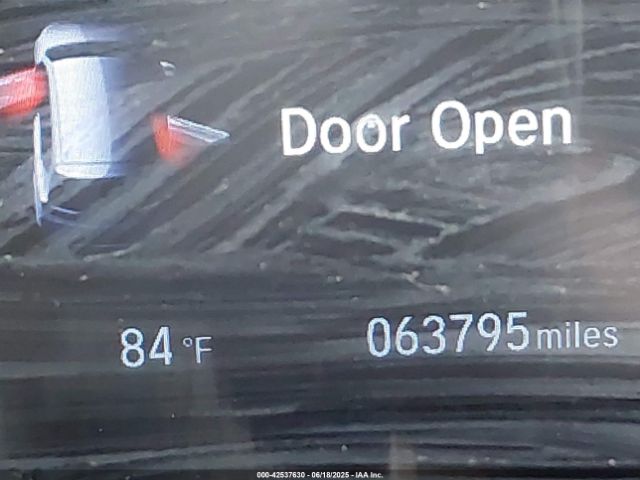 Door Open
84 °F
063795 miles
000-42537630 - 06/18/2025 - IAA Inc.